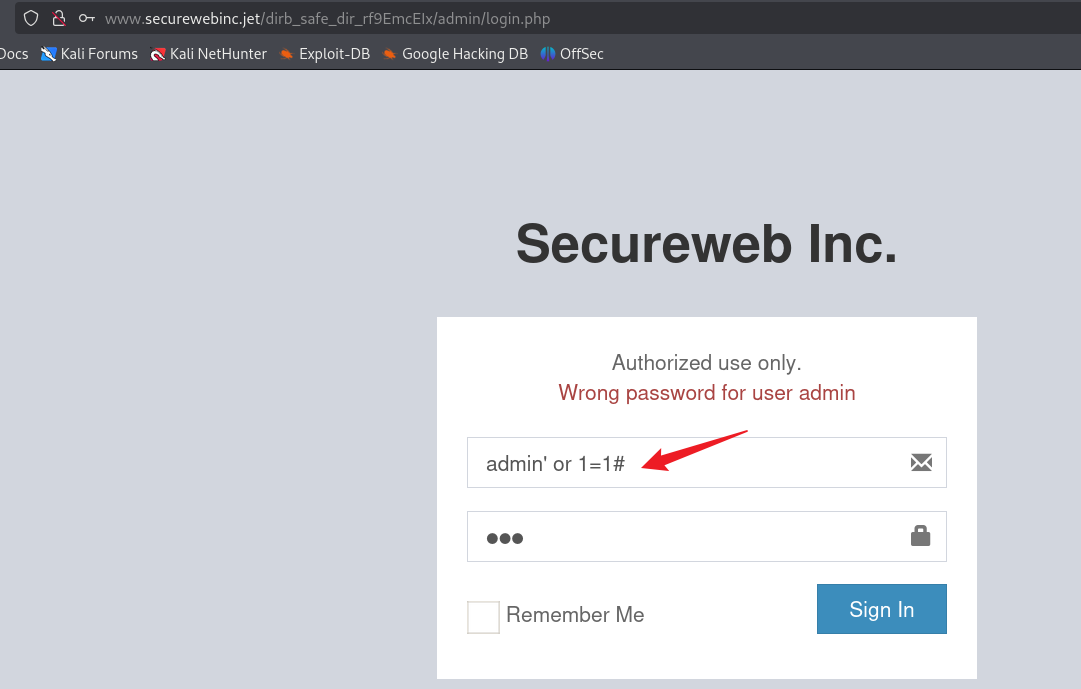 www.securewebinc.jet/dirb_safe_dir_rf9EmcEIx/admin/login.php
Docs Kali Forums Kali NetHunter Exploit-DB Google Hacking DB OffSec
Secureweb Inc.
Authorized use only.
Wrong password for user admin
admin' or 1=1#
●●●
Remember Me
Sign In